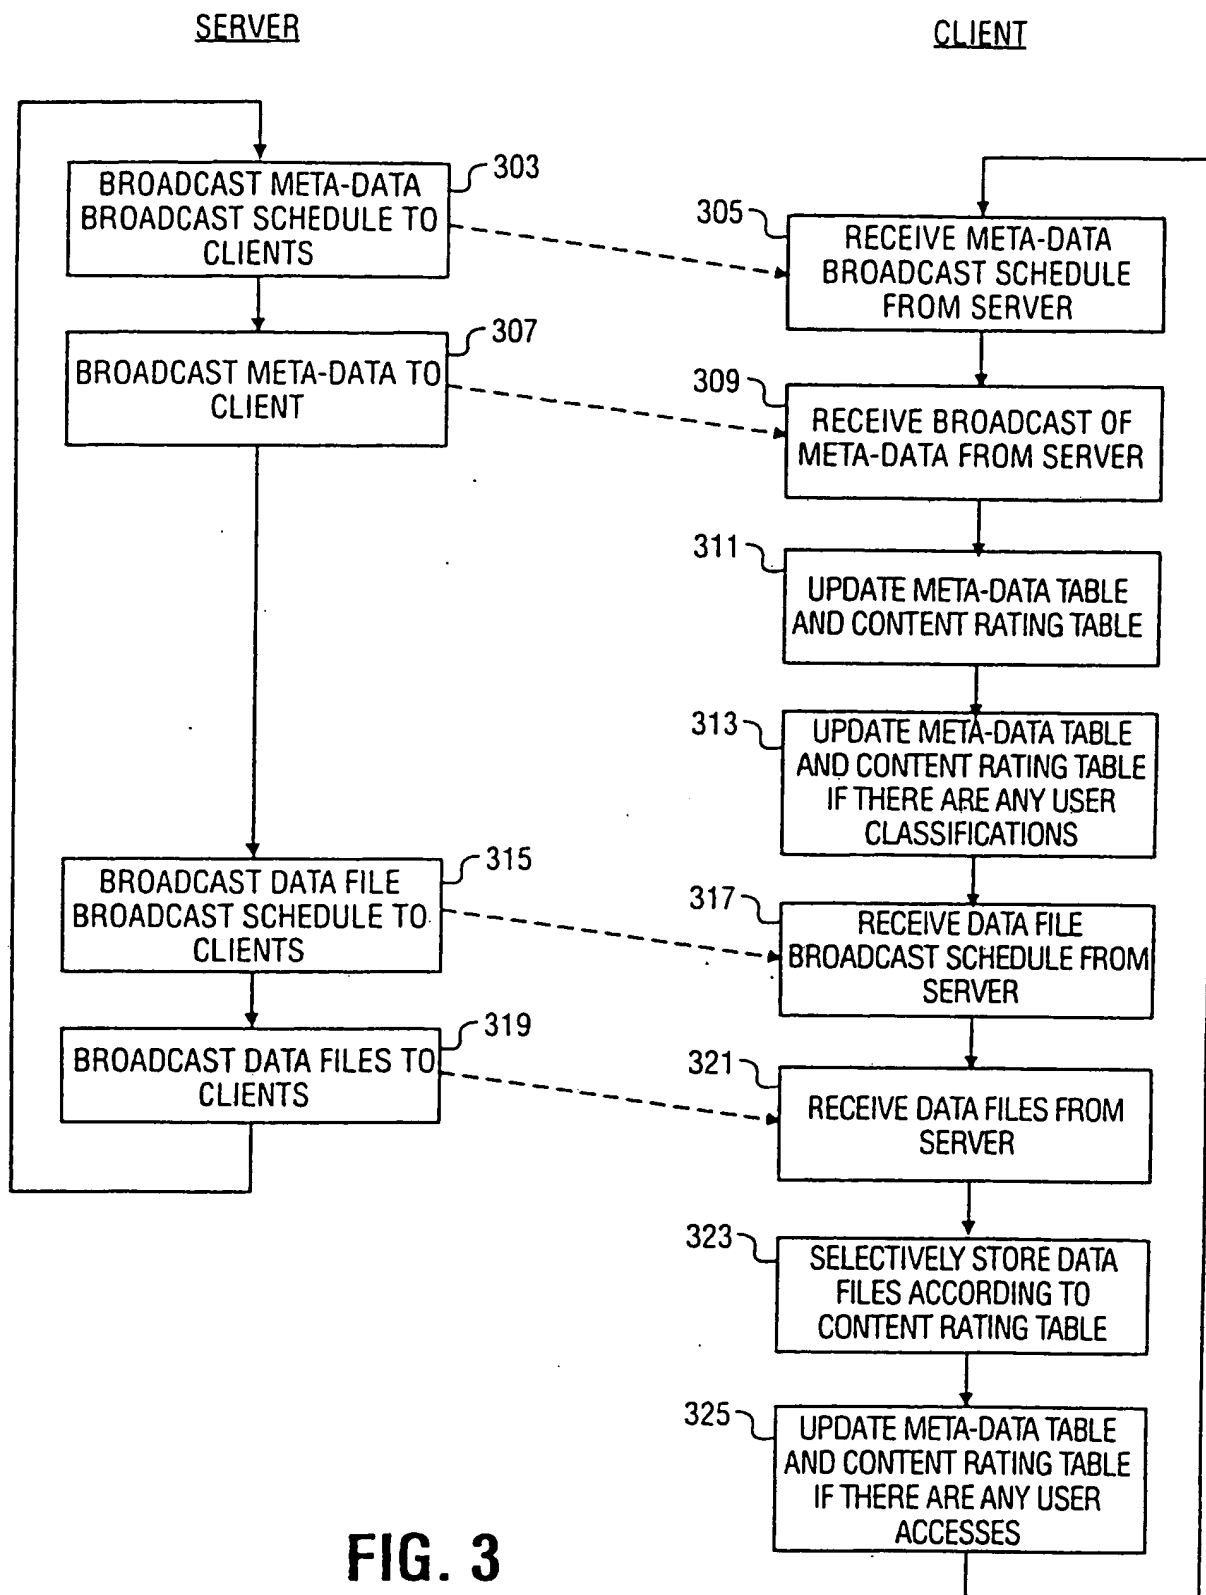 SERVER
CLIENT
303
BROADCAST META-DATA
BROADCAST SCHEDULE TO
CLIENTS
305
RECEIVE META-DATA
BROADCAST SCHEDULE
FROM SERVER
307
BROADCAST META-DATA TO
CLIENT
309
RECEIVE BROADCAST OF
META-DATA FROM SERVER
311
UPDATE META-DATA TABLE
AND CONTENT RATING TABLE
313
UPDATE META-DATA TABLE
AND CONTENT RATING TABLE
IF THERE ARE ANY USER
CLASSIFICATIONS
315
BROADCAST DATA FILE
BROADCAST SCHEDULE TO
CLIENTS
317
RECEIVE DATA FILE
BROADCAST SCHEDULE FROM
SERVER
319
BROADCAST DATA FILES TO
CLIENTS
321
RECEIVE DATA FILES FROM
SERVER
323
SELECTIVELY STORE DATA
FILES ACCORDING TO
CONTENT RATING TABLE
325
UPDATE META-DATA TABLE
AND CONTENT RATING TABLE
IF THERE ARE ANY USER
ACCESSES
FIG. 3